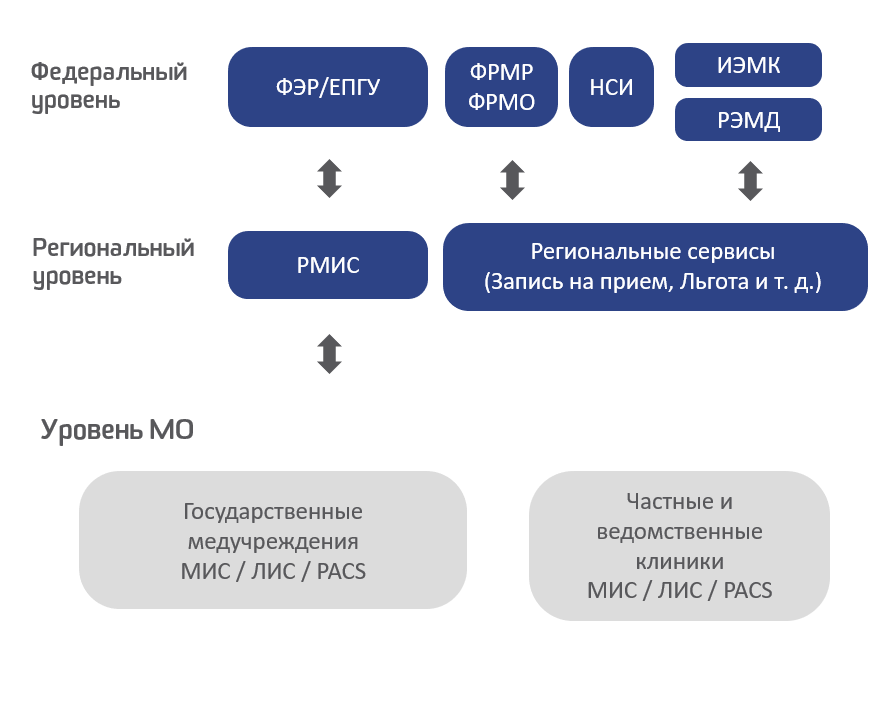 Федеральный
уровень
ФЭР/ЕПГУ
ФРМР
ФРМО
НСИ
ИЭМК
РЭМД
Региональный
уровень
РМИС
Региональные сервисы
(Запись на прием, Льгота и т. д.)
Уровень МО
Государственные
медучреждения
МИС / ЛИС / PACS
Частные и
ведомственные
клиники
МИС / ЛИС / PACS